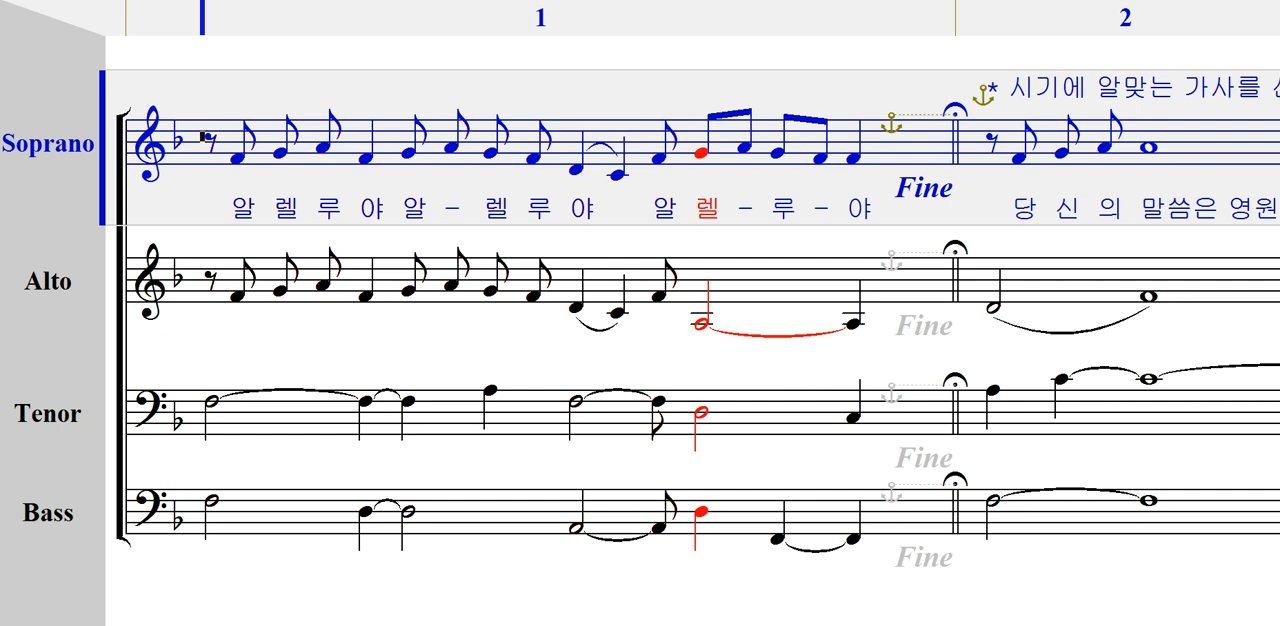 1 2
* 시기에 알맞는 가사를
Soprano
Fine
알 렐 루 야 알 – 렐 루 야 알 렐 – 루 – 야 당 신 의 말씀은 영원
Alto
Fine
Tenor
Fine
Bass
Fine